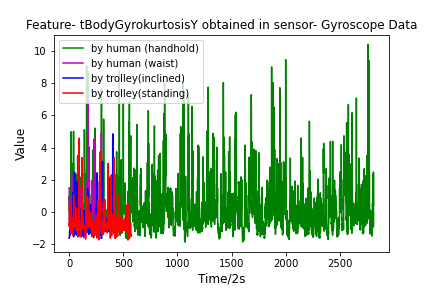 Feature- tBodyGyrokurtosisY obtained in sensor- Gyroscope Data
by human (handhold)
by human (waist)
by trolley(inclined)
by trolley(standing)
Value
10
8
6
4
2
0
−2
0 500 1000 1500 2000 2500
Time/2s